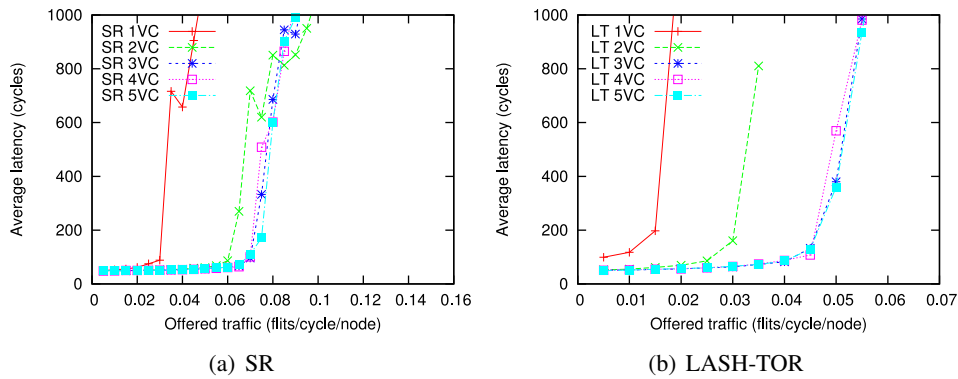 1000
800
600
400
200
0
Average latency (cycles)
SR 1VC
SR 2VC
SR 3VC
SR 4VC
SR 5VC
0.02 0.04 0.06 0.08 0.1 0.12 0.14 0.16
Offered traffic (flits/cycle/node)
(a) SR
1000
800
600
400
200
0
Average latency (cycles)
LT 1VC
LT 2VC
LT 3VC
LT 4VC
LT 5VC
0 0.01 0.02 0.03 0.04 0.05 0.06 0.07
Offered traffic (flits/cycle/node)
(b) LASH-TOR